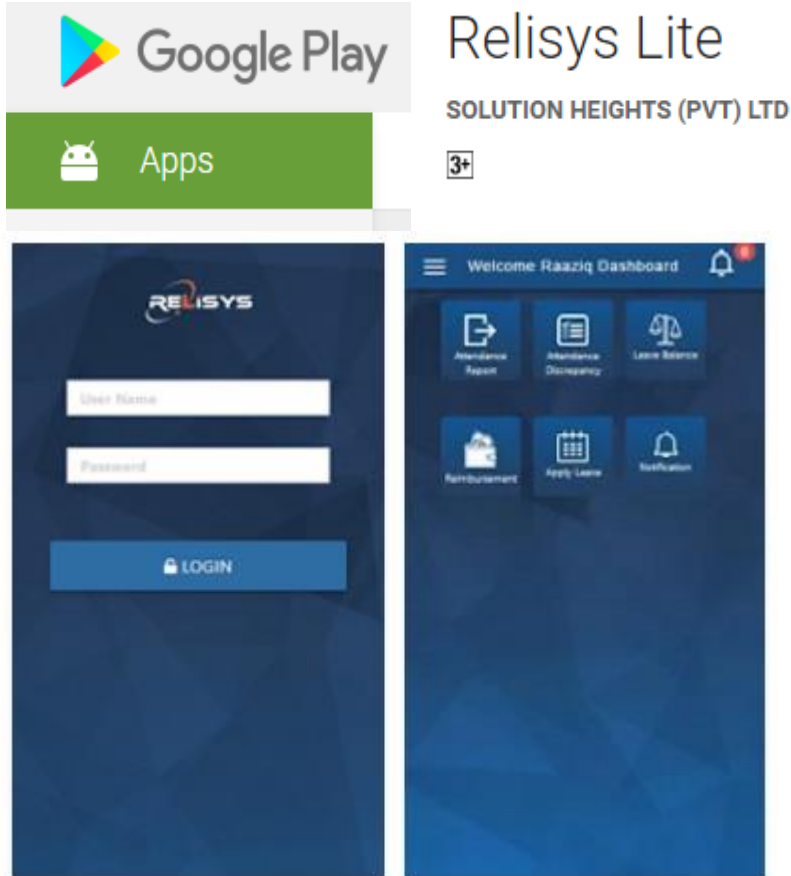 Google Play
Relisys Lite
SOLUTION HEIGHTS (PVT) LTD
Apps
3+
RELISYS
User Name
Password
LOGIN
Welcome Raaziq Dashboard
Attendance
Report
Attendance
Discrepancy
Leave Balance
Reimbursement
Apply Leave
Notification